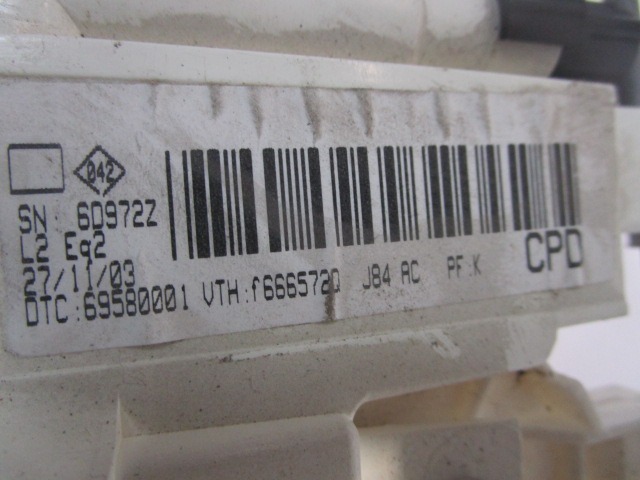 042
SN : 6D972Z
L2 Eq2
27/11/03
DTC:69580001 VTH:f666572Q J84 AC PF:K
CPD